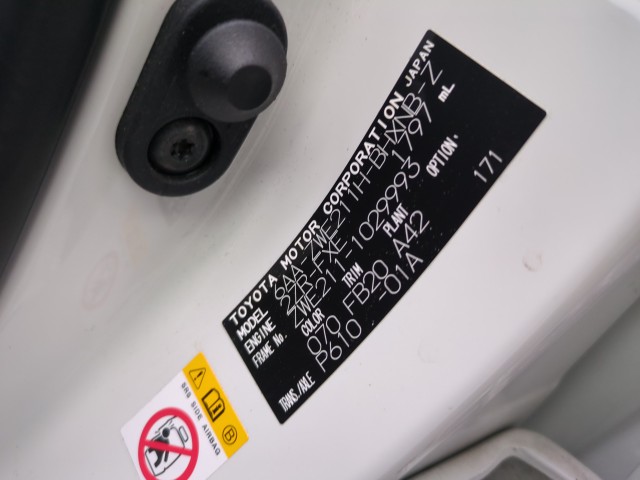 TOYOTA MOTOR CORPORATION JAPAN
MODEL 6AA-ZWE211H-BHXNB-Z
ENGINE 2ZR-FXE 1797 mL
FRAME No. ZWE211-1029993
COLOR TRIM PLANT OPTION.
070 FB20 A42 171
TRANS./AXLE P610 -01A
SRS SIDE AIRBAG
B